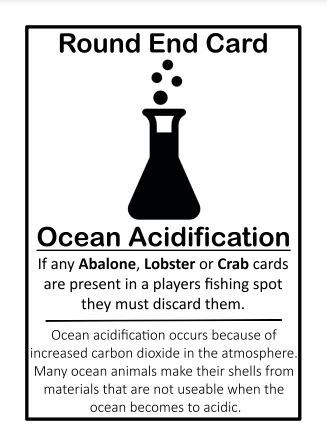 Round End Card
Ocean Acidification
If any Abalone, Lobster or Crab cards
are present in a players fishing spot
they must discard them.
Ocean acidification occurs because of
increased carbon dioxide in the atmosphere.
Many ocean animals make their shells from
materials that are not useable when the
ocean becomes to acidic.